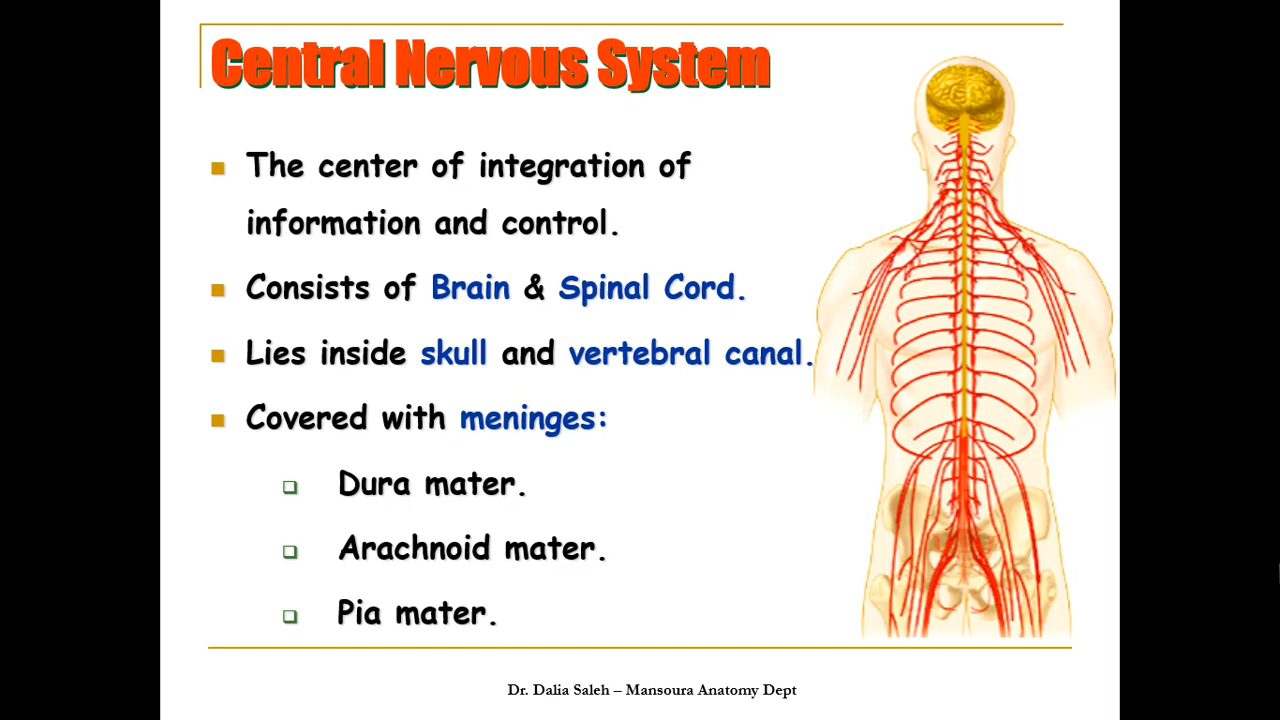 Central Nervous System
The center of integration of
information and control.
Consists of Brain & Spinal Cord.
Lies inside skull and vertebral canal.
Covered with meninges:
Dura mater.
Arachnoid mater.
Pia mater.
Dr. Dalia Saleh – Mansoura Anatomy Dept